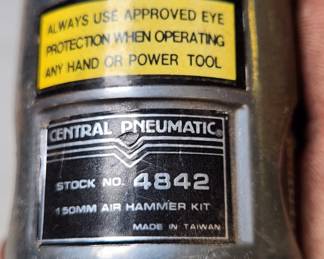 ALWAYS USE APPROVED EYE
PROTECTION WHEN OPERATING
ANY HAND OR POWER TOOL
CENTRAL PNEUMATIC®
STOCK NO. 4842
150MM AIR HAMMER KIT
MADE IN TAIWAN